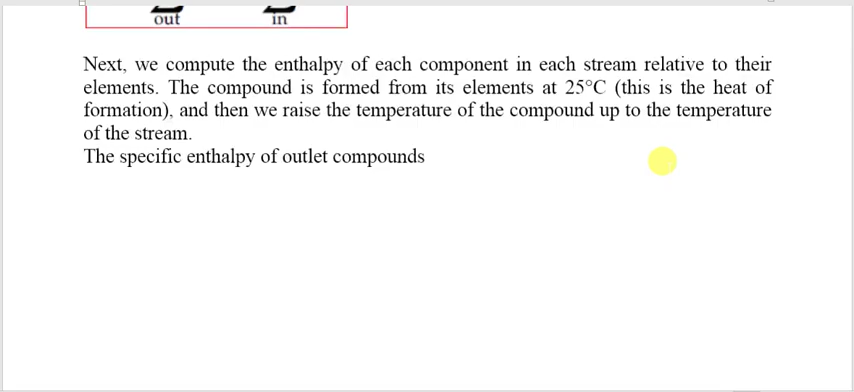 out in
Next, we compute the enthalpy of each component in each stream relative to their
elements. The compound is formed from its elements at 25°C (this is the heat of
formation), and then we raise the temperature of the compound up to the temperature
of the stream.
The specific enthalpy of outlet compounds